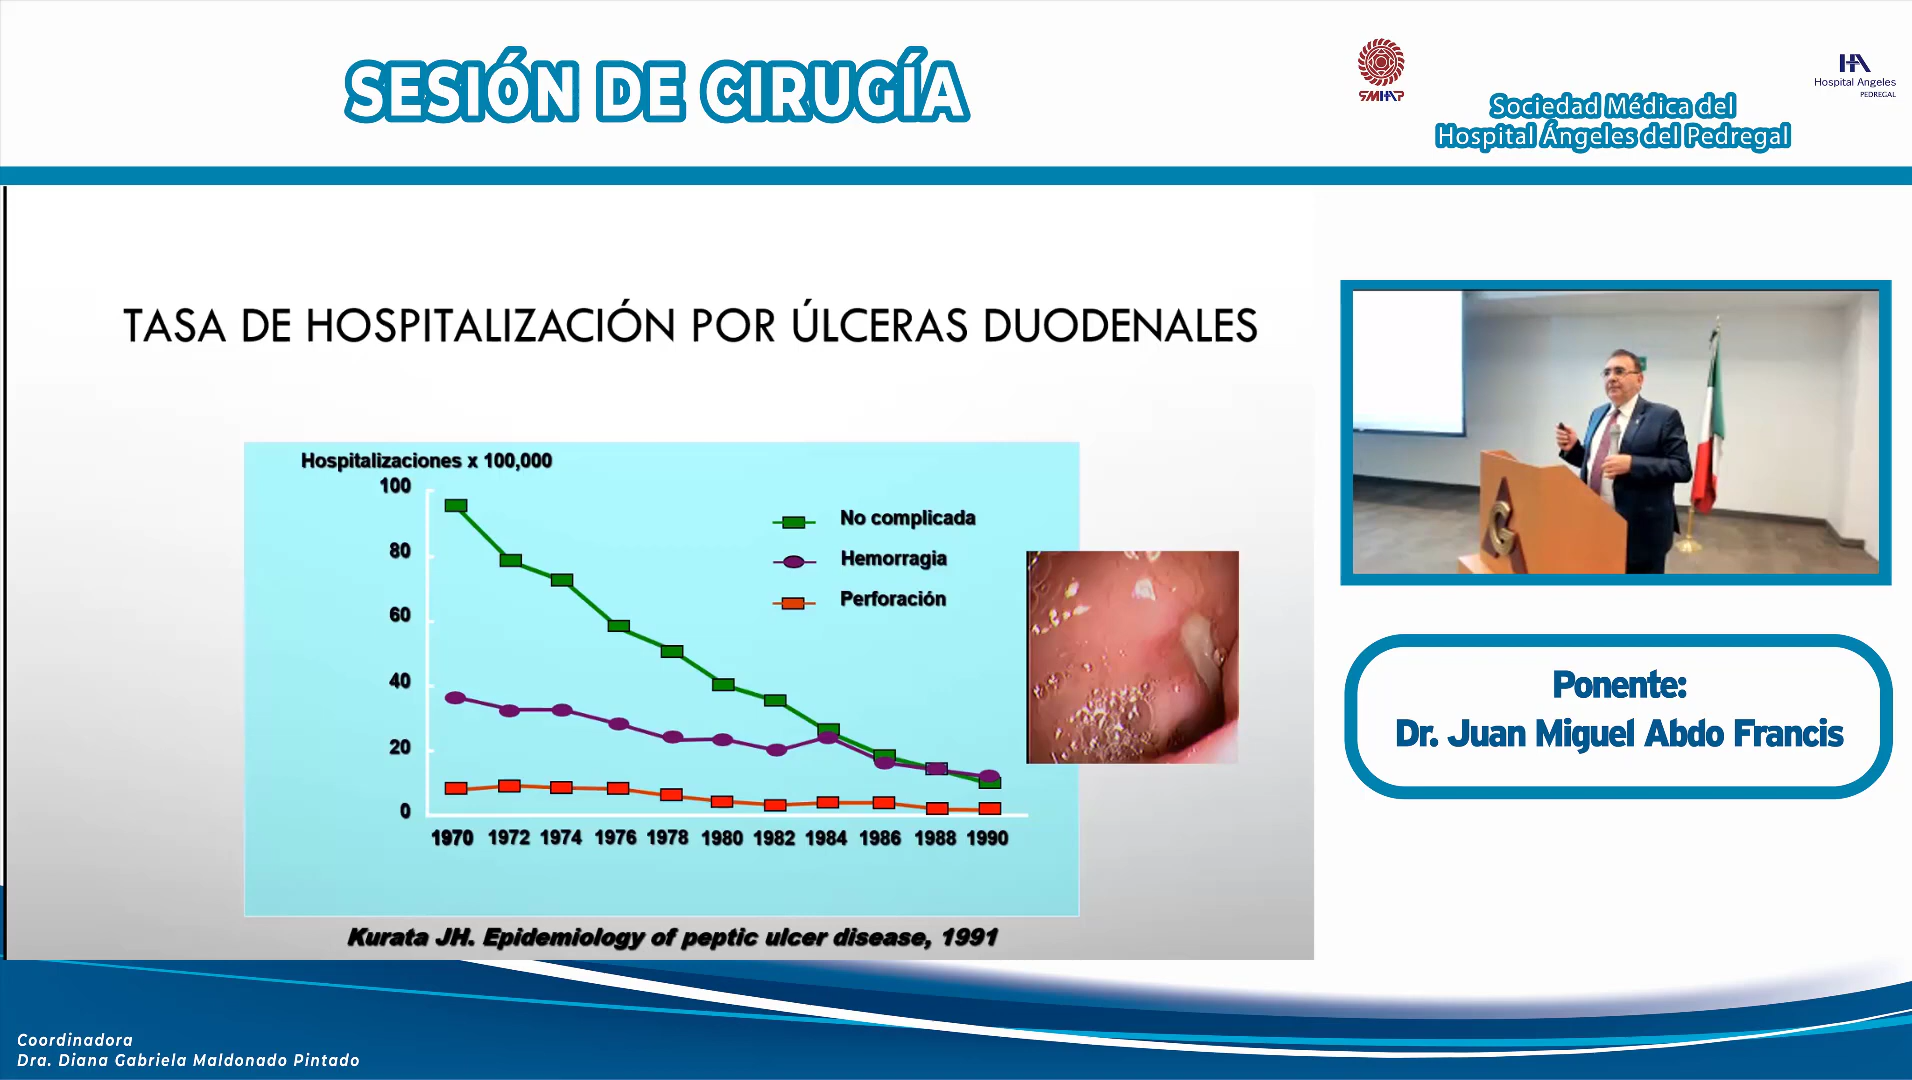 SESIÓN DE CIRUGÍA
SMHAP
Sociedad Médica del
Hospital Ángeles del Pedregal
HA
Hospital Angeles
PEDREGAL
TASA DE HOSPITALIZACIÓN POR ÚLCERAS DUODENALES
Hospitalizaciones x 100,000
100
80
60
40
20
0
1970 1972 1974 1976 1978 1980 1982 1984 1986 1988 1990
No complicada
Hemorragia
Perforación
Kurata JH. Epidemiology of peptic ulcer disease, 1991
G
Ponente:
Dr. Juan Miguel Abdo Francis
Coordinadora
Dra. Diana Gabriela Maldonado Pintado